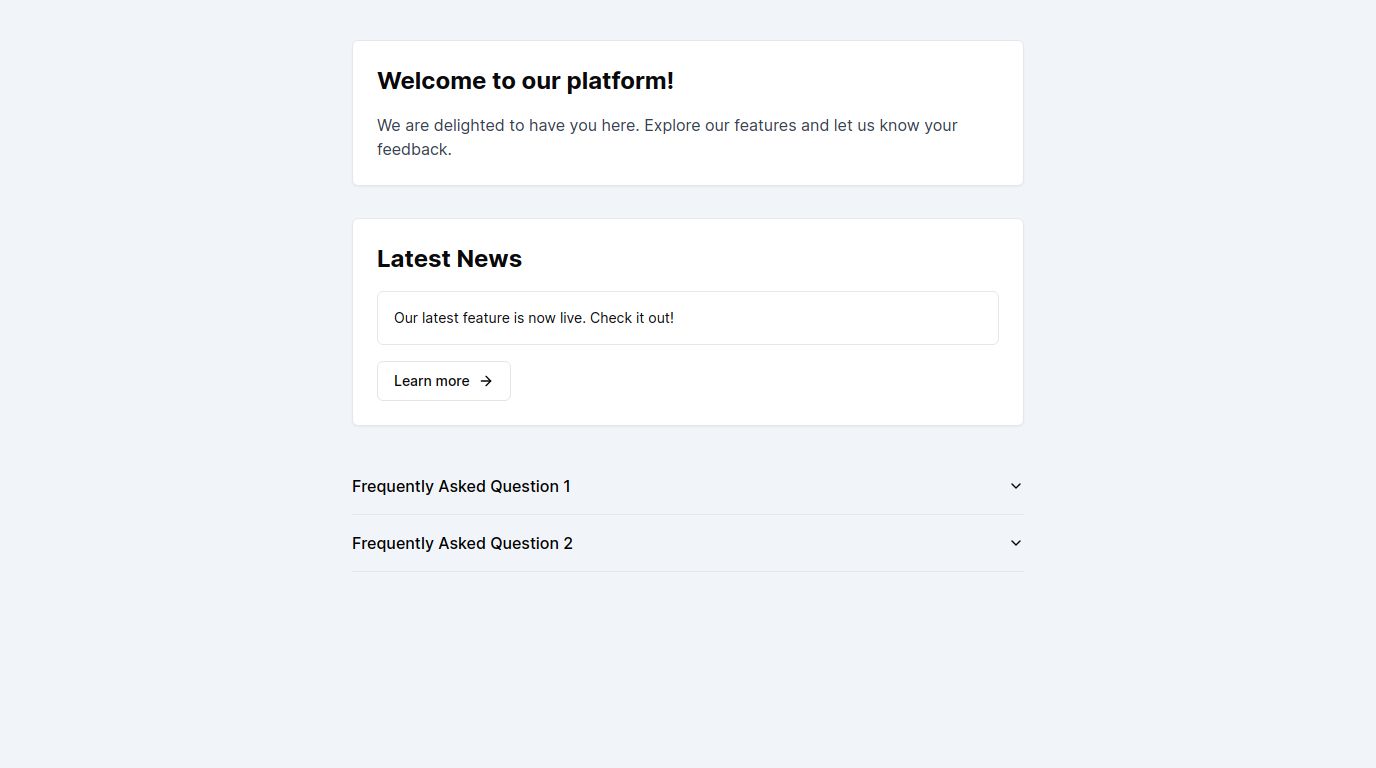 Welcome to our platform!
We are delighted to have you here. Explore our features and let us know your
feedback.
Latest News
Our latest feature is now live. Check it out!
Learn more
Frequently Asked Question 1
Frequently Asked Question 2